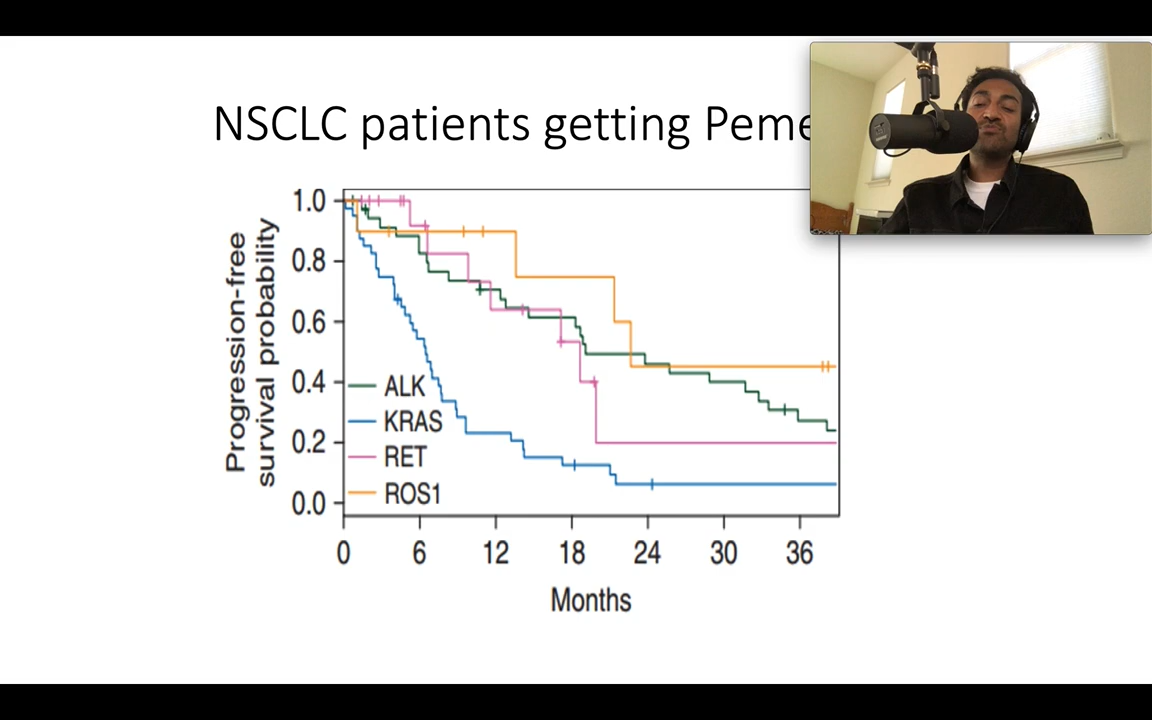 NSCLC patients getting
Progression-free
survival probability
1.0
0.8
0.6
0.4
0.2
0.0
ALK
KRAS
RET
ROS1
0 6 12 18 24 30 36
Months